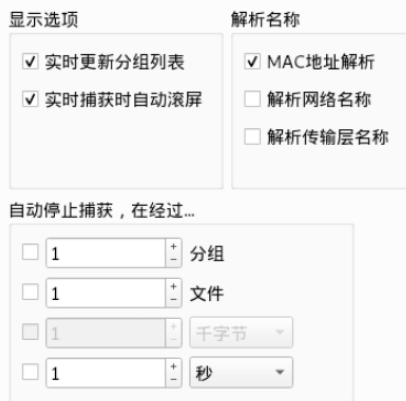 显示选项
实时更新分组列表
实时捕获时自动滚屏
解析名称
MAC地址解析
解析网络名称
解析传输层名称
自动停止捕获，在经过...
1 分组
1 文件
1 千字节
1 秒